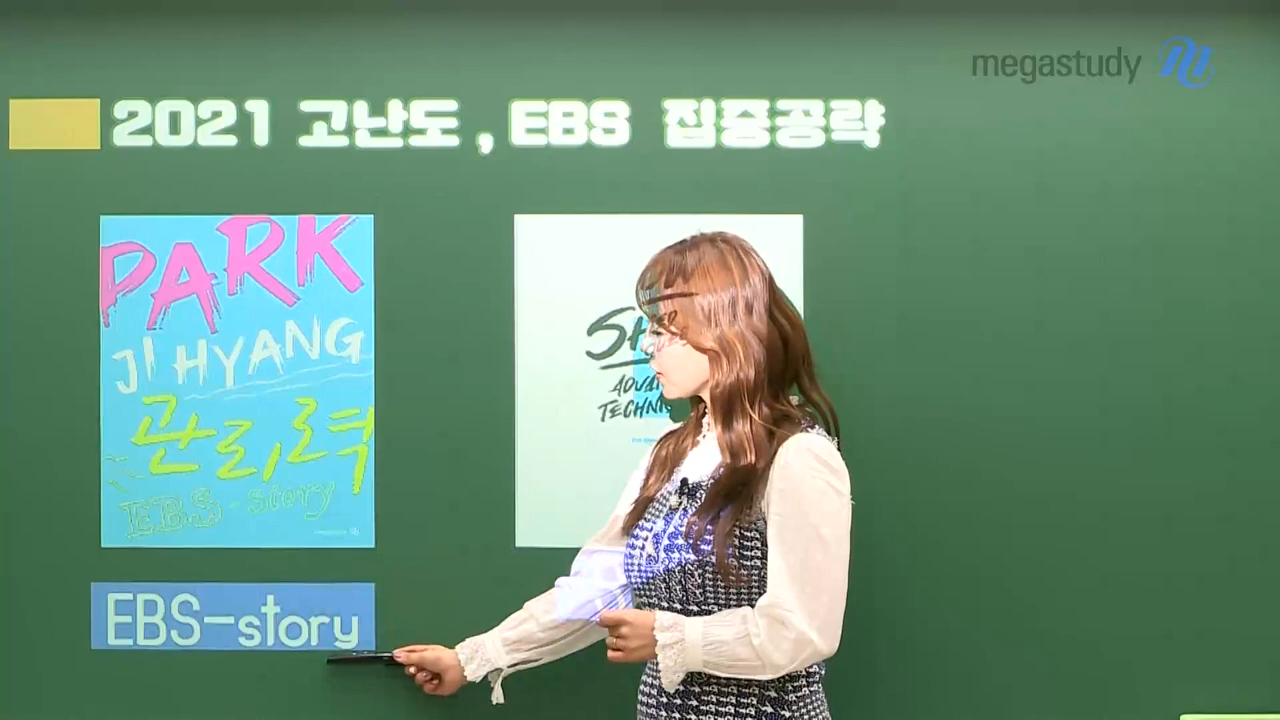 megastudy
2021 고난도, EBS 집중공략
PARK
JI HYANG
관리력
EBS-story
TECHNI
EBS-story